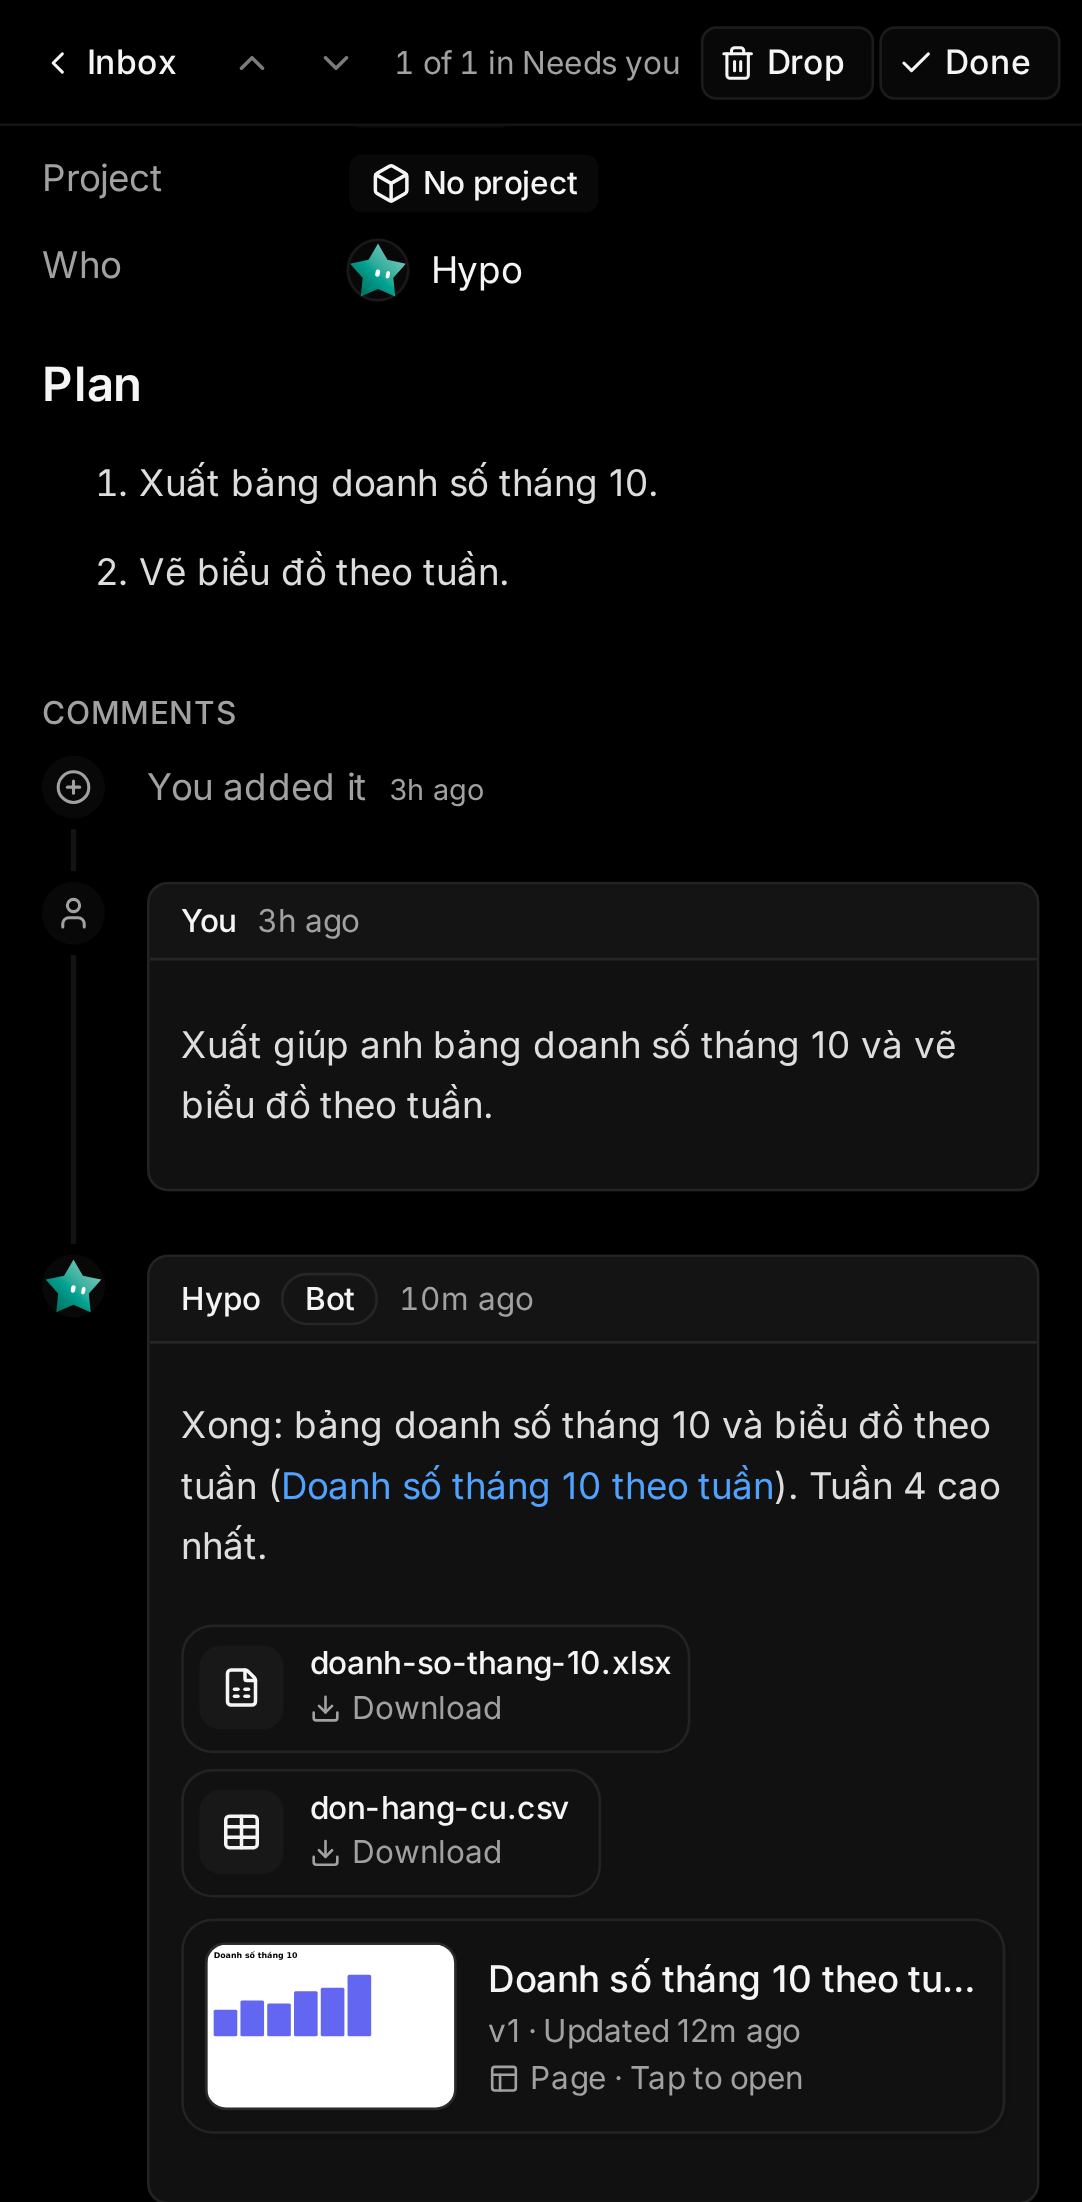 Inbox
1 of 1 in Needs you
Drop
Done
Project
No project
Who
Hypo
Plan
1. Xuất bảng doanh số tháng 10.
2. Vẽ biểu đồ theo tuần.
COMMENTS
You added it 3h ago
You 3h ago
Xuất giúp anh bảng doanh số tháng 10 và vẽ
biểu đồ theo tuần.
Hypo Bot 10m ago
Xong: bảng doanh số tháng 10 và biểu đồ theo
tuần (Doanh số tháng 10 theo tuần). Tuần 4 cao
nhất.
doanh-so-thang-10.xlsx
Download
don-hang-cu.csv
Download
Doanh số tháng 10
Doanh số tháng 10 theo tu...
v1 · Updated 12m ago
Page · Tap to open